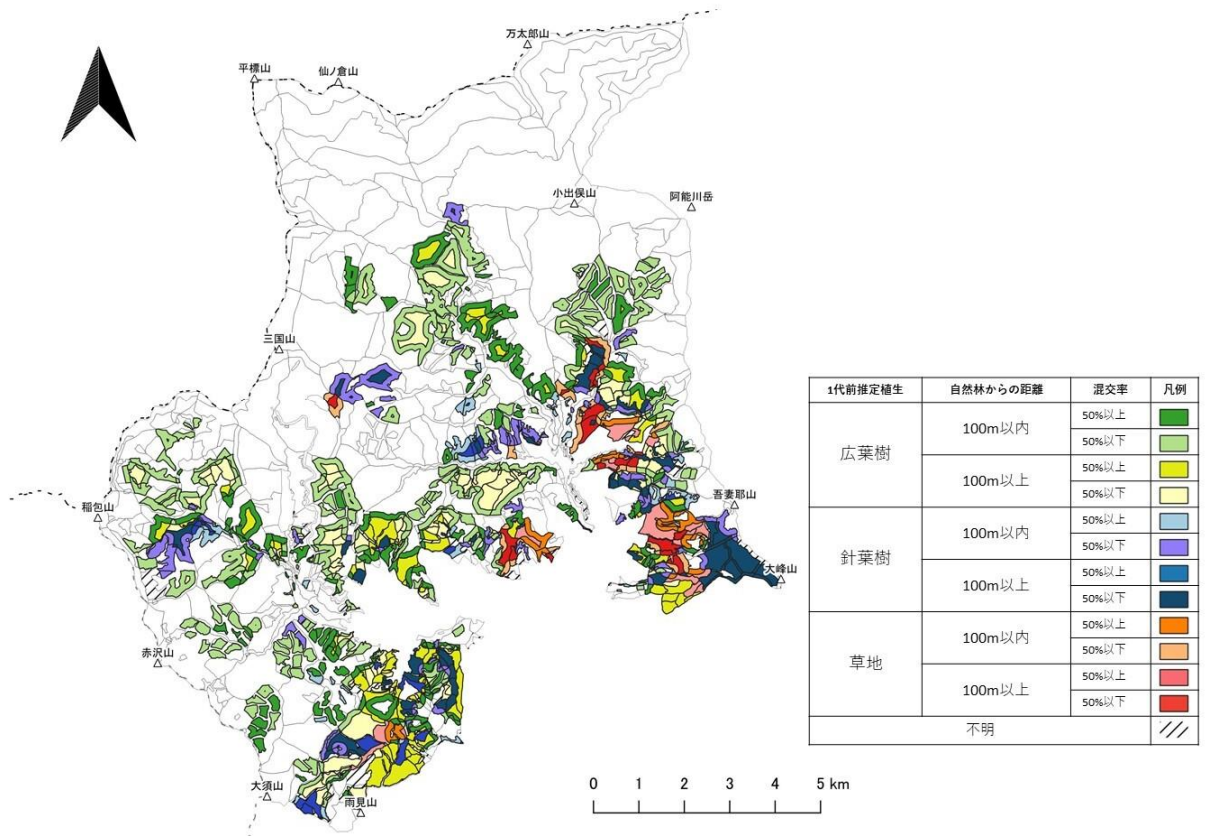 万太郎山
平標山
仙ノ倉山
小出俣山
阿能川岳
三国山
稲包山
吾妻耶山
大峰山
赤沢山
大須山
雨見山
0 1 2 3 4 5 km
1代前推定植生 自然林からの距離 混交率 凡例
広葉樹 100m以内 50%以上
50%以下
100m以上 50%以上
50%以下
針葉樹 100m以内 50%以上
50%以下
100m以上 50%以上
50%以下
草地 100m以内 50%以上
50%以下
100m以上 50%以上
50%以下
不明